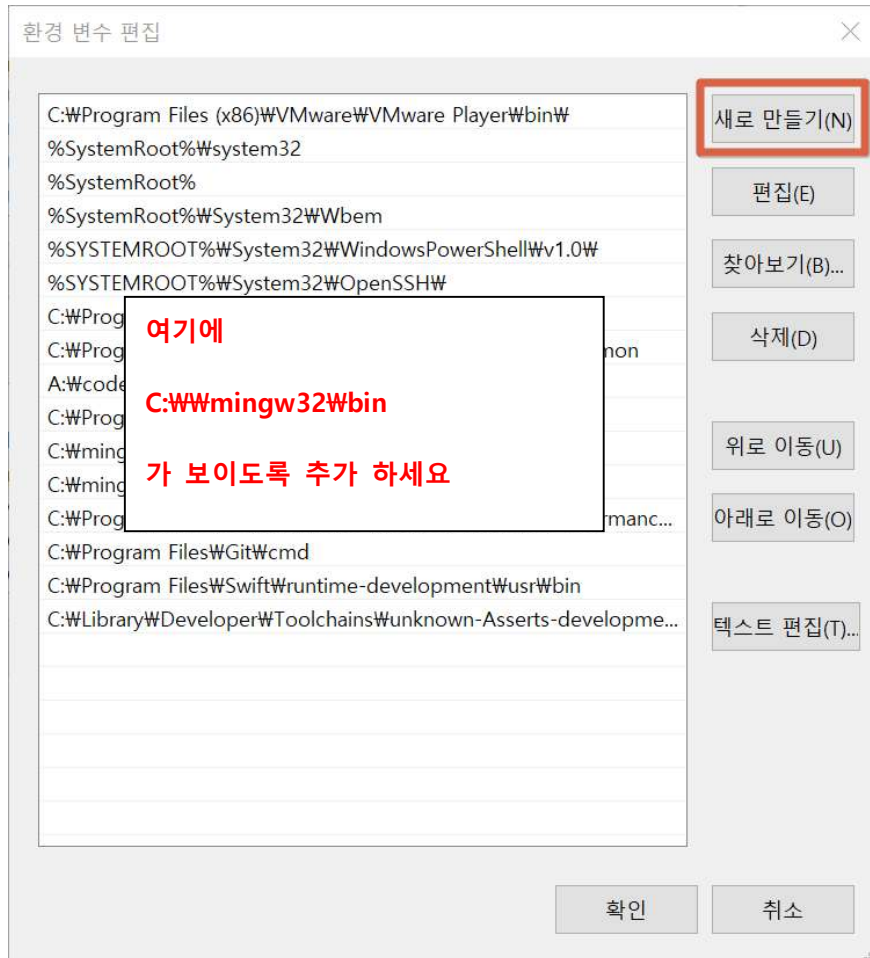 환경 변수 편집
C:₩Program Files (x86)₩VMware₩VMware Player₩bin₩
%SystemRoot%₩system32
%SystemRoot%
%SystemRoot%₩System32₩Wbem
%SYSTEMROOT%₩System32₩WindowsPowerShell₩v1.0₩
%SYSTEMROOT%₩System32₩OpenSSH₩
C:₩Prog
C:₩Prog mon
A:₩code
C:₩Prog
C:₩ming
C:₩ming
C:₩Prog rmanc...
C:₩Program Files₩Git₩cmd
C:₩Program Files₩Swift₩runtime-development₩usr₩bin
C:₩Library₩Developer₩Toolchains₩unknown-Asserts-developme...
여기에
C:₩₩mingw32₩bin
가 보이도록 추가 하세요
새로 만들기(N)
편집(E)
찾아보기(B)...
삭제(D)
위로 이동(U)
아래로 이동(O)
텍스트 편집(T)...
확인
취소